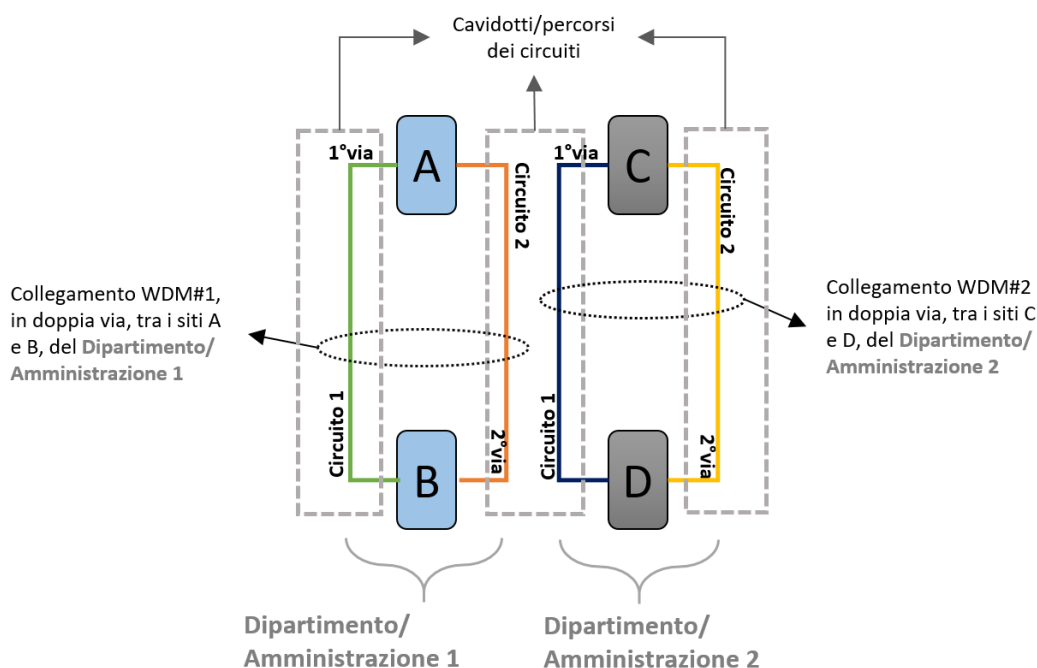 Cavidotti/percorsi
dei circuiti
1°via
A
Circuito 2
1°via
C
Circuito 2
Collegamento WDM#1,
in doppia via, tra i siti A
e B, del Dipartimento/
Amministrazione 1
Collegamento WDM#2
in doppia via, tra i siti C
e D, del Dipartimento/
Amministrazione 2
Circuito 1
B
2°via
Circuito 1
D
2°via
Dipartimento/
Amministrazione 1
Dipartimento/
Amministrazione 2